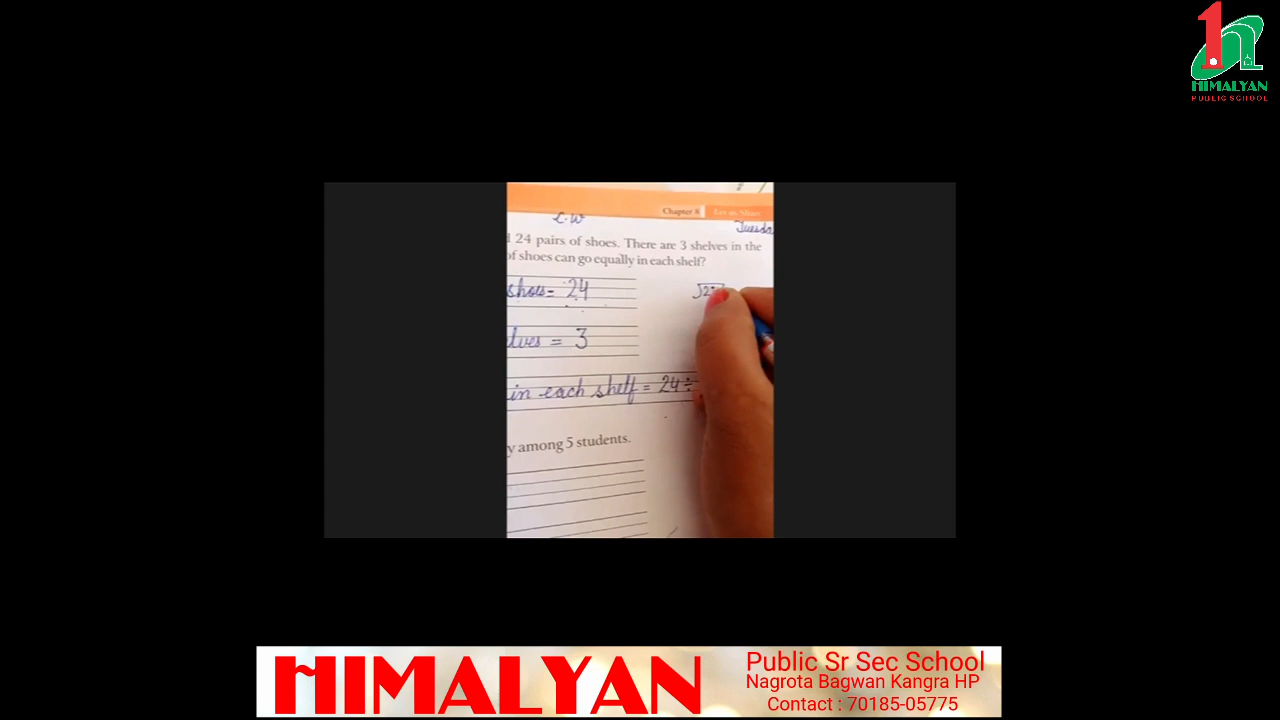 HIMALYAN
PUBLIC SCHOOL
Chapter 8
C.W
24 pairs of shoes. There are 3 shelves in the
of shoes can go equally in each shelf?
shoes = 24
24
lves = 3
in each shelf = 24 ÷
y among 5 students.
HIMALYAN
Public Sr Sec School
Nagrota Bagwan Kangra HP
Contact : 70185-05775